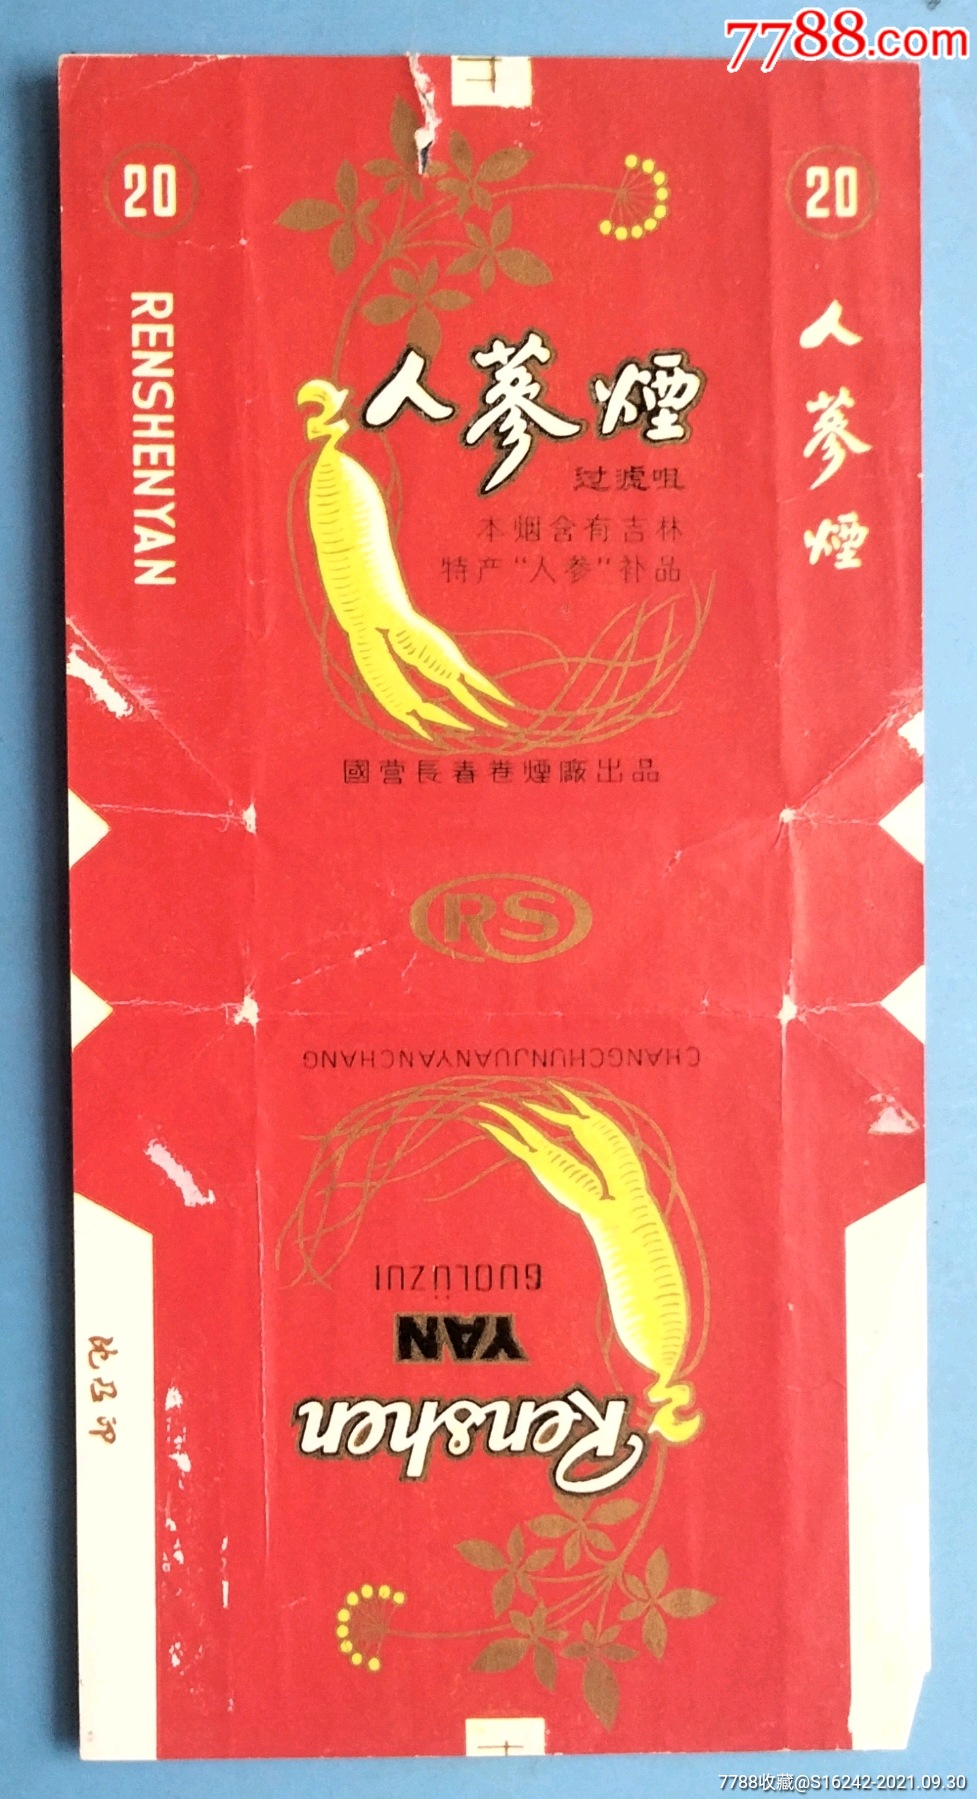 7788.com
20
20
RENSHENYAN
人
蔘
煙
人蔘煙
过滤咀
本烟含有吉林
特产“人参”补品
國营長春卷煙廠出品
RS
CHANGCHUNJUANYANCHANG
GUOLÜZUI
YAN
Renshen
7788收藏@S16242-2021.09.30